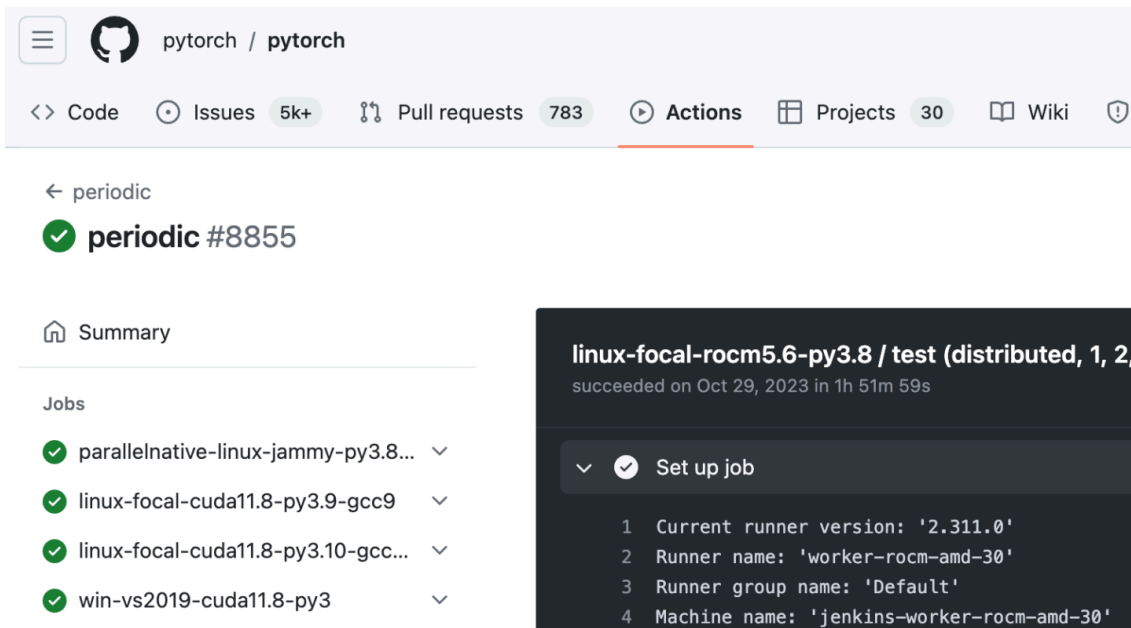 pytorch / pytorch
Code Issues 5k+ Pull requests 783 Actions Projects 30 Wiki
← periodic
periodic #8855
Summary
Jobs
parallelnative-linux-jammy-py3.8...
linux-focal-cuda11.8-py3.9-gcc9
linux-focal-cuda11.8-py3.10-gcc...
win-vs2019-cuda11.8-py3
linux-focal-rocm5.6-py3.8 / test (distributed, 1, 2,
succeeded on Oct 29, 2023 in 1h 51m 59s
Set up job
1 Current runner version: '2.311.0'
2 Runner name: 'worker-rocm-amd-30'
3 Runner group name: 'Default'
4 Machine name: 'jenkins-worker-rocm-amd-30'